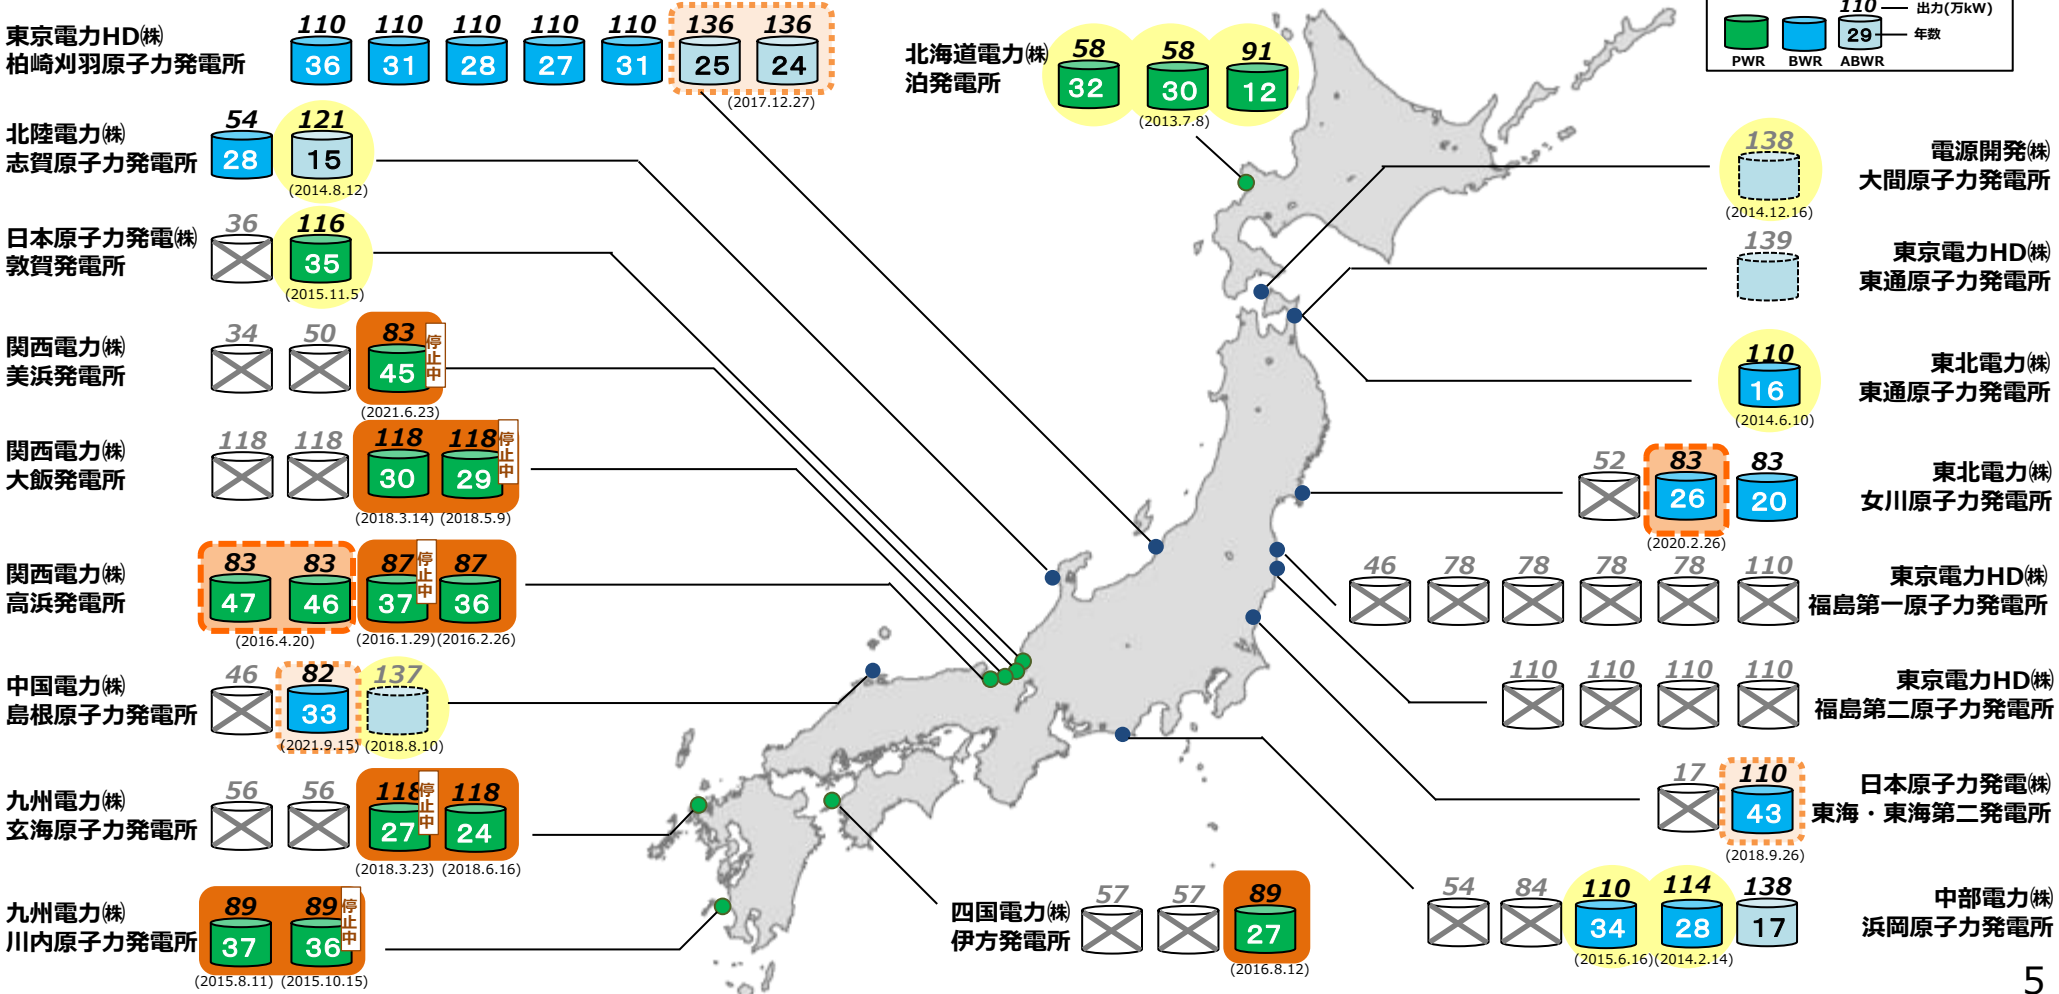 東京電力HD㈱
柏崎刈羽原子力発電所
110 110 110 110 110 136 136
36 31 28 27 31 25 24
(2017.12.27)
北陸電力㈱
志賀原子力発電所
54 121
28 15
(2014.8.12)
日本原子力発電㈱
敦賀発電所
36 116
35
(2015.11.5)
関西電力㈱
美浜発電所
34 50 83
45
停止中
(2021.6.23)
関西電力㈱
大飯発電所
118 118 118 118
30 29
停止中
(2018.3.14) (2018.5.9)
関西電力㈱
高浜発電所
83 83 87 87
47 46 37 36
停止中
(2016.4.20) (2016.1.29) (2016.2.26)
中国電力㈱
島根原子力発電所
46 82 137
33
(2021.9.15) (2018.8.10)
九州電力㈱
玄海原子力発電所
56 56 118 118
27 24
停止中
(2018.3.23) (2018.6.16)
九州電力㈱
川内原子力発電所
89 89
37 36
停止中
(2015.8.11) (2015.10.15)
北海道電力㈱
泊発電所
58 58 91
32 30 12
(2013.7.8)
110 出力(万kW)
29 年数
PWR BWR ABWR
138
電源開発㈱
大間原子力発電所
(2014.12.16)
139
東京電力HD㈱
東通原子力発電所
110
16
東北電力㈱
東通原子力発電所
(2014.6.10)
52 83 83
26 20
東北電力㈱
女川原子力発電所
(2020.2.26)
46 78 78 78 78 110
東京電力HD㈱
福島第一原子力発電所
110 110 110 110
東京電力HD㈱
福島第二原子力発電所
17 110
43
日本原子力発電㈱
東海・東海第二発電所
(2018.9.26)
54 84 110 114 138
34 28 17
中部電力㈱
浜岡原子力発電所
(2015.6.16) (2014.2.14)
四国電力㈱
伊方発電所
57 57 89
27
(2016.8.12)
5